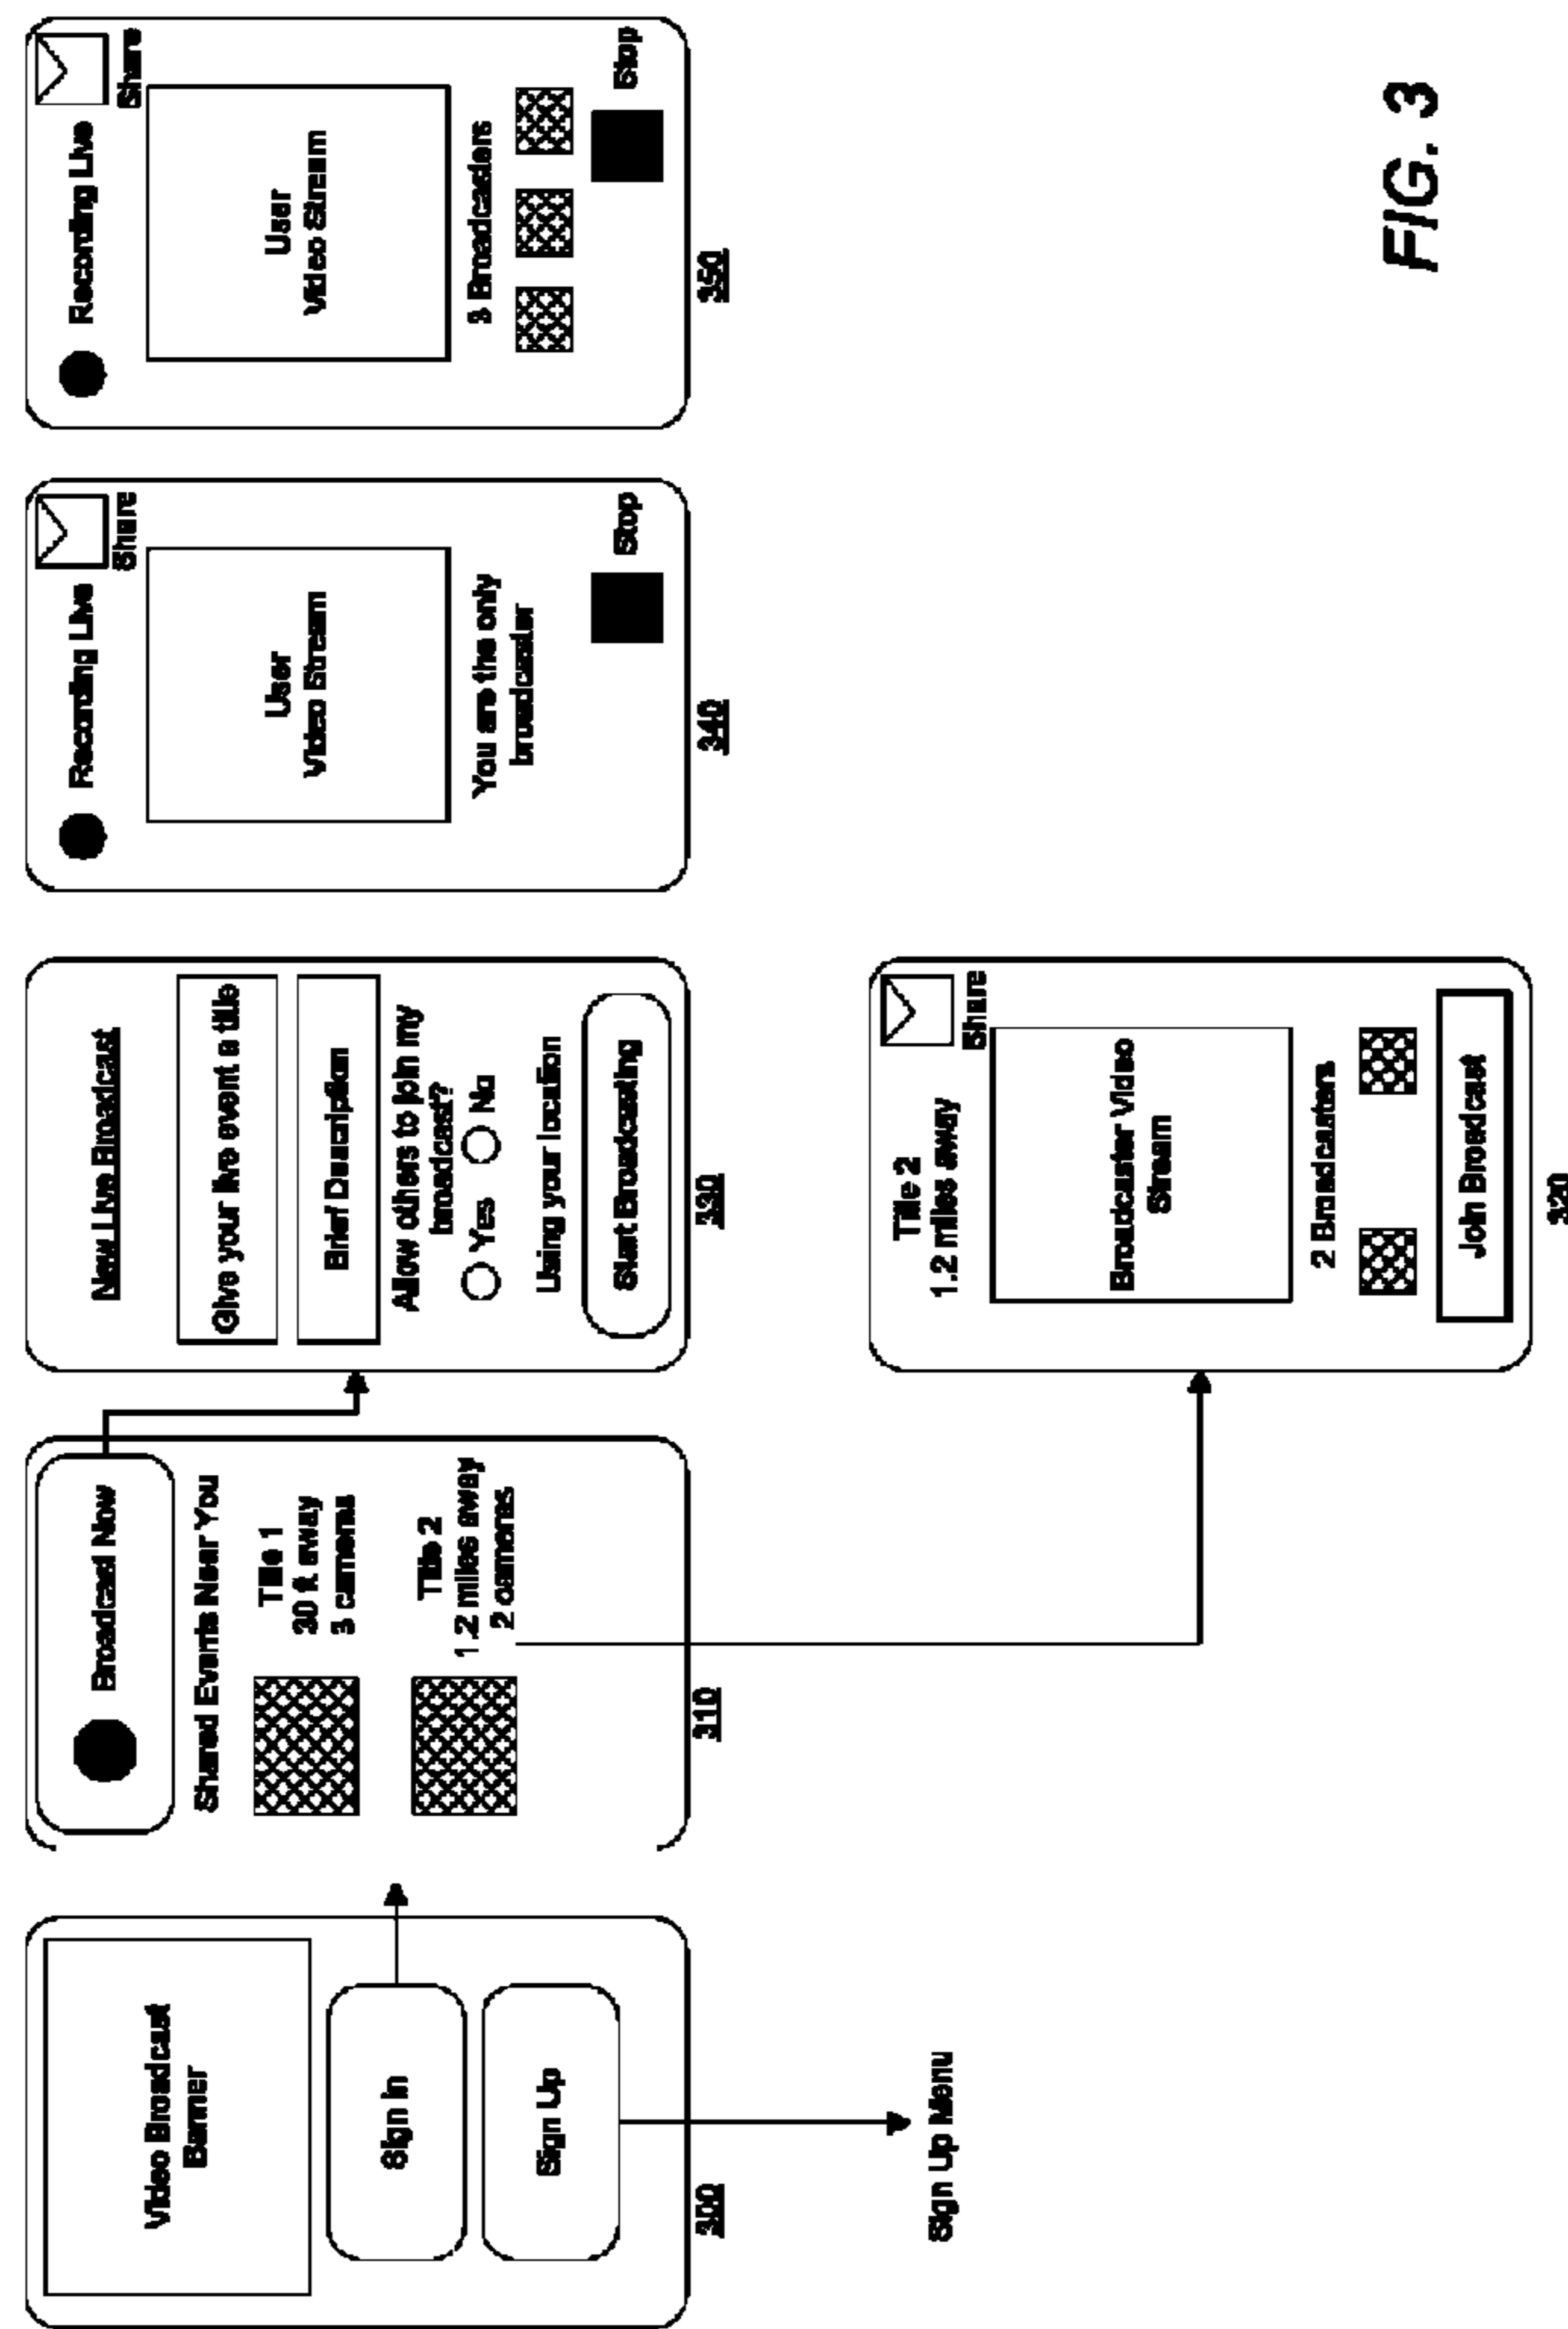 Video Broadcast
Banner
Sign In
Sign Up
300
Sign Up Menu
Broadcast Now
Shared Events Near You
Title 1
30 ft away
3 cameras
Title 2
1.2 miles away
2 cameras
310
New Live Broadcast
Give your live event a title
Brief Description
Allow others to join my
broadcast?
Yes No
Using your location
Start Broadcasting
330
Title 2
1.2 miles away
Share
Broadcaster Video
Stream
2 Broadcasters
Join Broadcast
320
Recording Live
Share
User
Video Stream
You are the only
broadcaster
Stop
340
Recording Live
Share
User
Video Stream
3 Broadcasters
Stop
350
FIG. 3